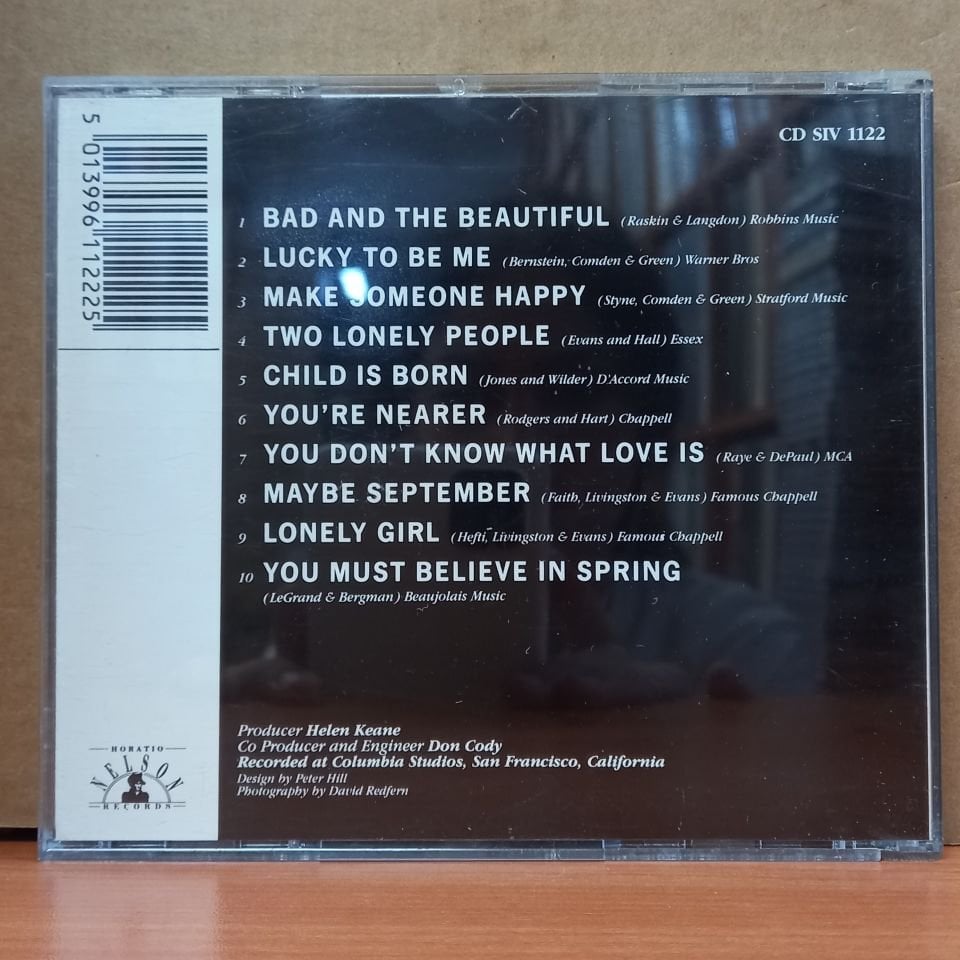 CD SIV 1122
5 013996 112225
1 BAD AND THE BEAUTIFUL (Raskin & Langdon) Robbins Music
2 LUCKY TO BE ME (Bernstein, Comden & Green) Warner Bros
3 MAKE SOMEONE HAPPY (Styne, Comden & Green) Stratford Music
4 TWO LONELY PEOPLE (Evans and Hall) Essex
5 CHILD IS BORN (Jones and Wilder) D'Accord Music
6 YOU'RE NEARER (Rodgers and Hart) Chappell
7 YOU DON'T KNOW WHAT LOVE IS (Raye & DePaul) MCA
8 MAYBE SEPTEMBER (Faith, Livingston & Evans) Famous Chappell
9 LONELY GIRL (Hefti, Livingston & Evans) Famous Chappell
10 YOU MUST BELIEVE IN SPRING
(LeGrand & Bergman) Beaujolais Music
Producer Helen Keane
Co Producer and Engineer Don Cody
Recorded at Columbia Studios, San Francisco, California
Design by Peter Hill
Photography by David Redfern
HORATIO
NELSON
RECORDS